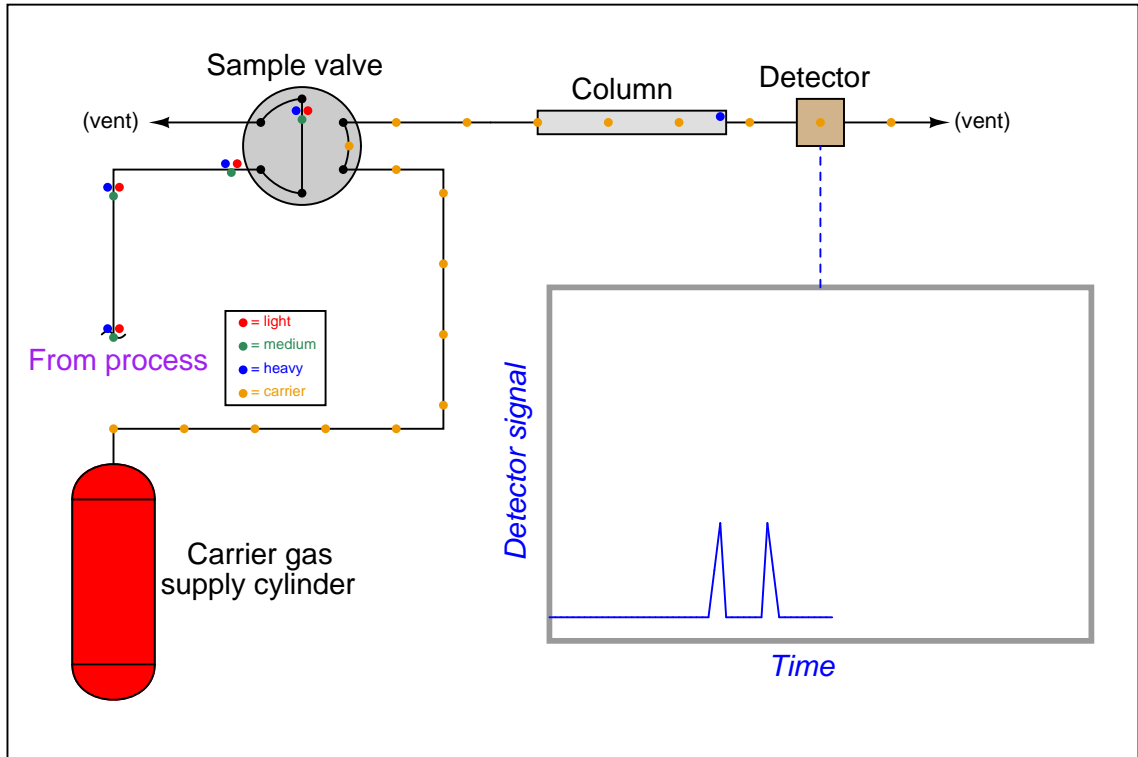 Sample valve
Column
Detector
(vent)
(vent)
= light
= medium
= heavy
= carrier
From process
Detector signal
Carrier gas
supply cylinder
Time